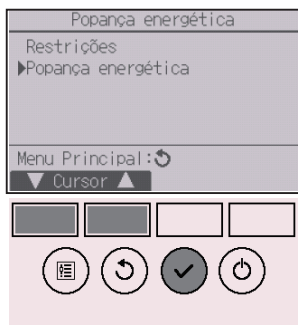 Popança energética
Restrições
▶Popança energética
Menu Principal:
▼ Cursor ▲